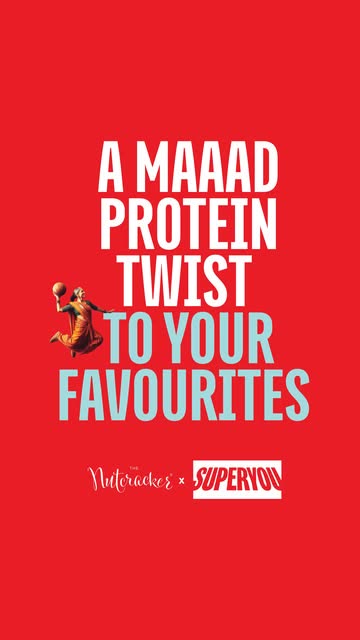 A MAAAD
PROTEIN
TWIST
TO YOUR
FAVOURITES
THE
Nutcracker x SUPERYOU